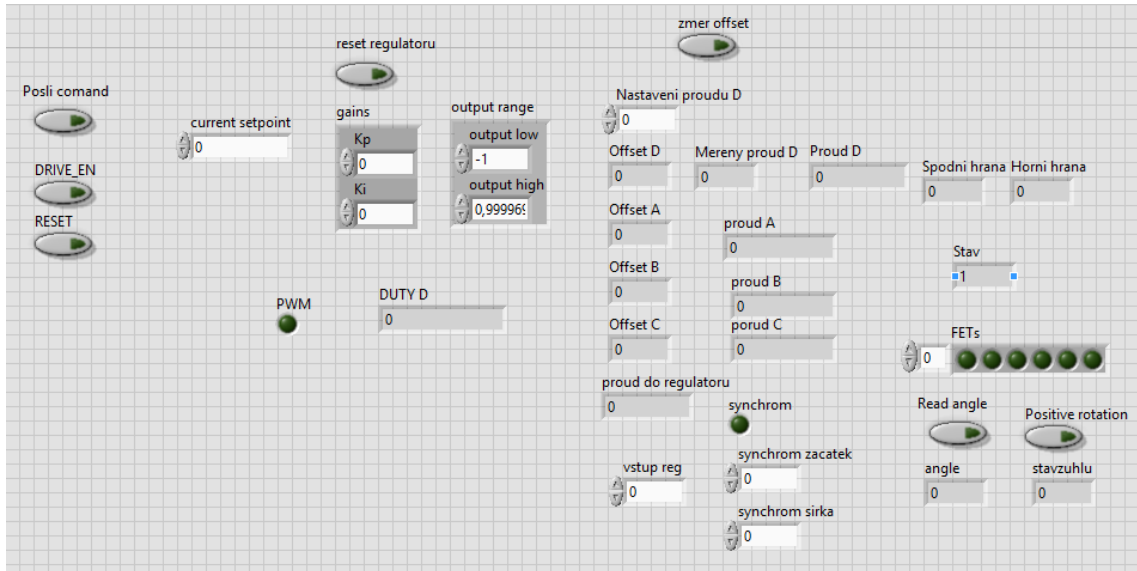 zmer offset
reset regulatoru
Posli comand
Nastaveni proudu D
0
gains
output range
current setpoint
0
Kp
0
output low
-1
Offset D
0
Mereny proud D
0
Proud D
0
DRIVE_EN
Ki
0
output high
0,99996
Spodni hrana
0
Horni hrana
0
RESET
Offset A
0
proud A
0
Stav
1
Offset B
0
proud B
0
PWM
DUTY D
0
Offset C
0
porud C
0
FETs
0
proud do regulatoru
0
synchrom
Read angle
Positive rotation
vstup reg
0
synchrom zacatek
0
angle
0
stavzuhlu
0
synchrom sirka
0